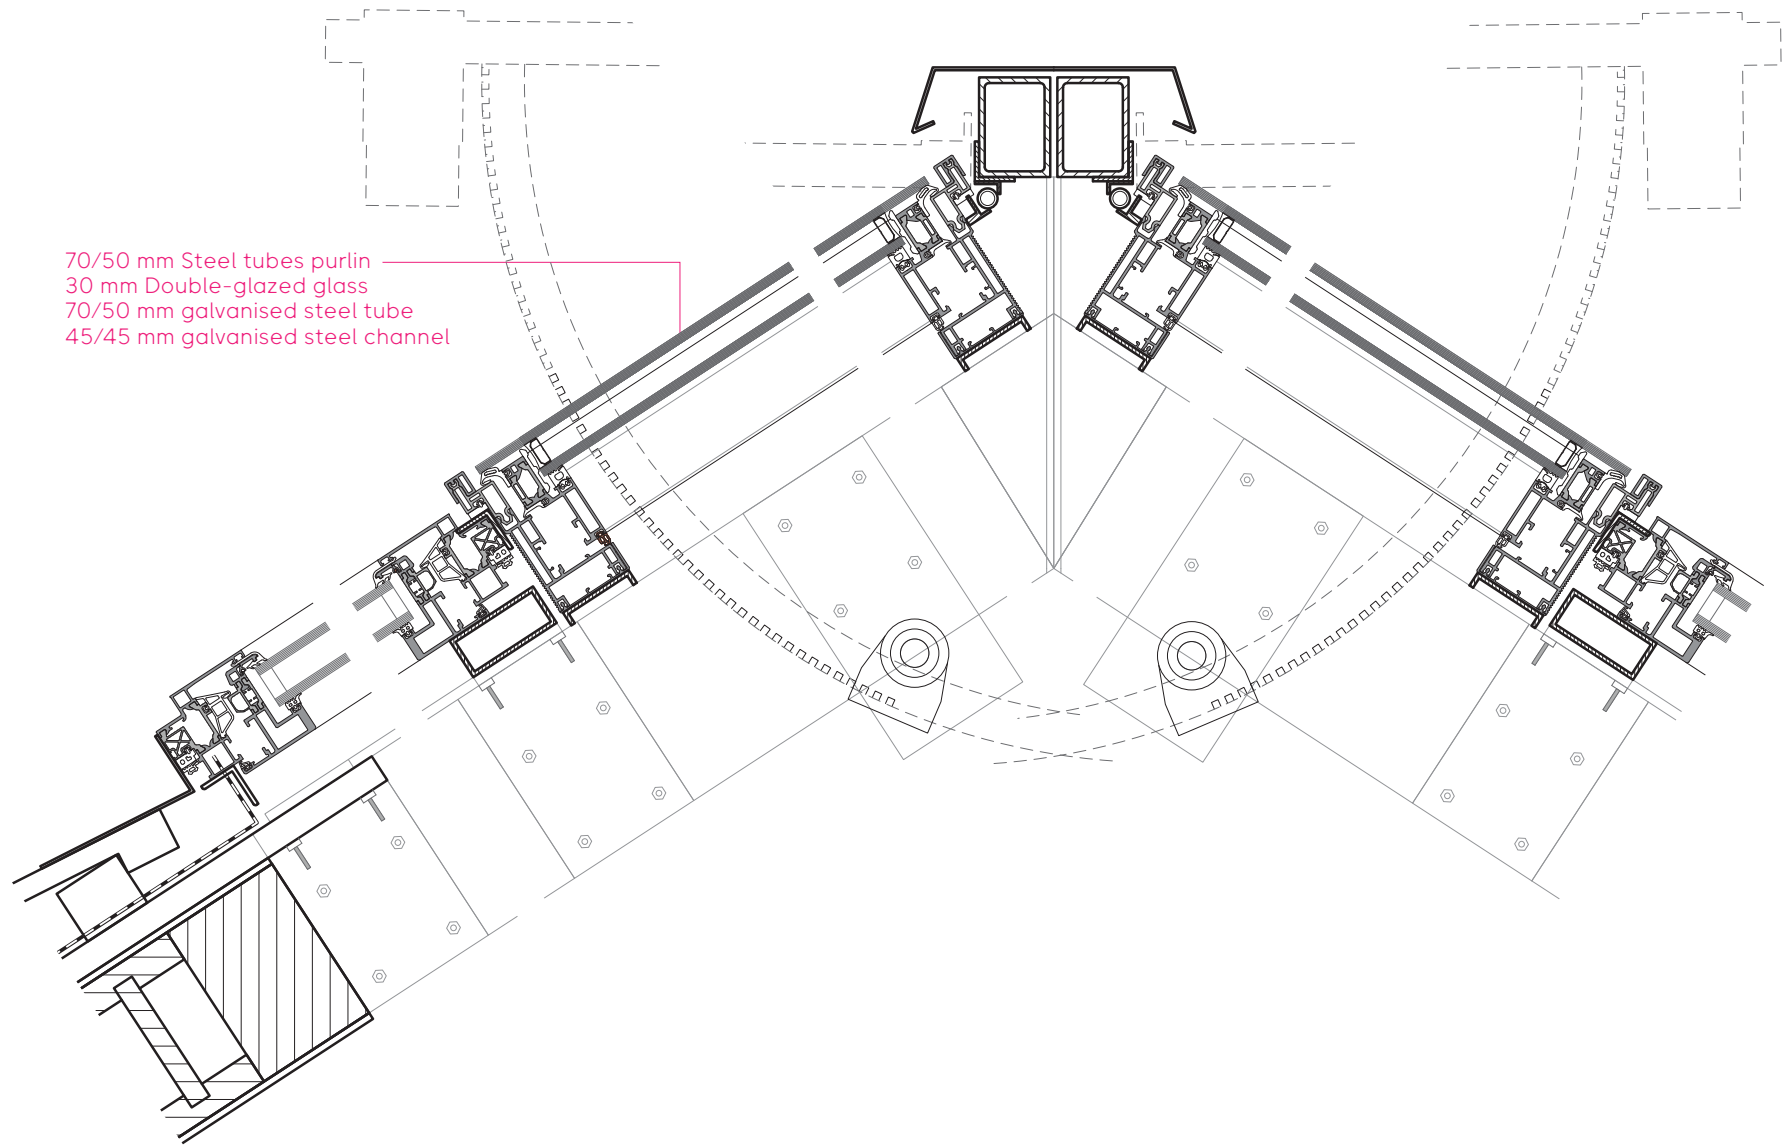 70/50 mm Steel tubes purlin
30 mm Double-glazed glass
70/50 mm galvanised steel tube
45/45 mm galvanised steel channel